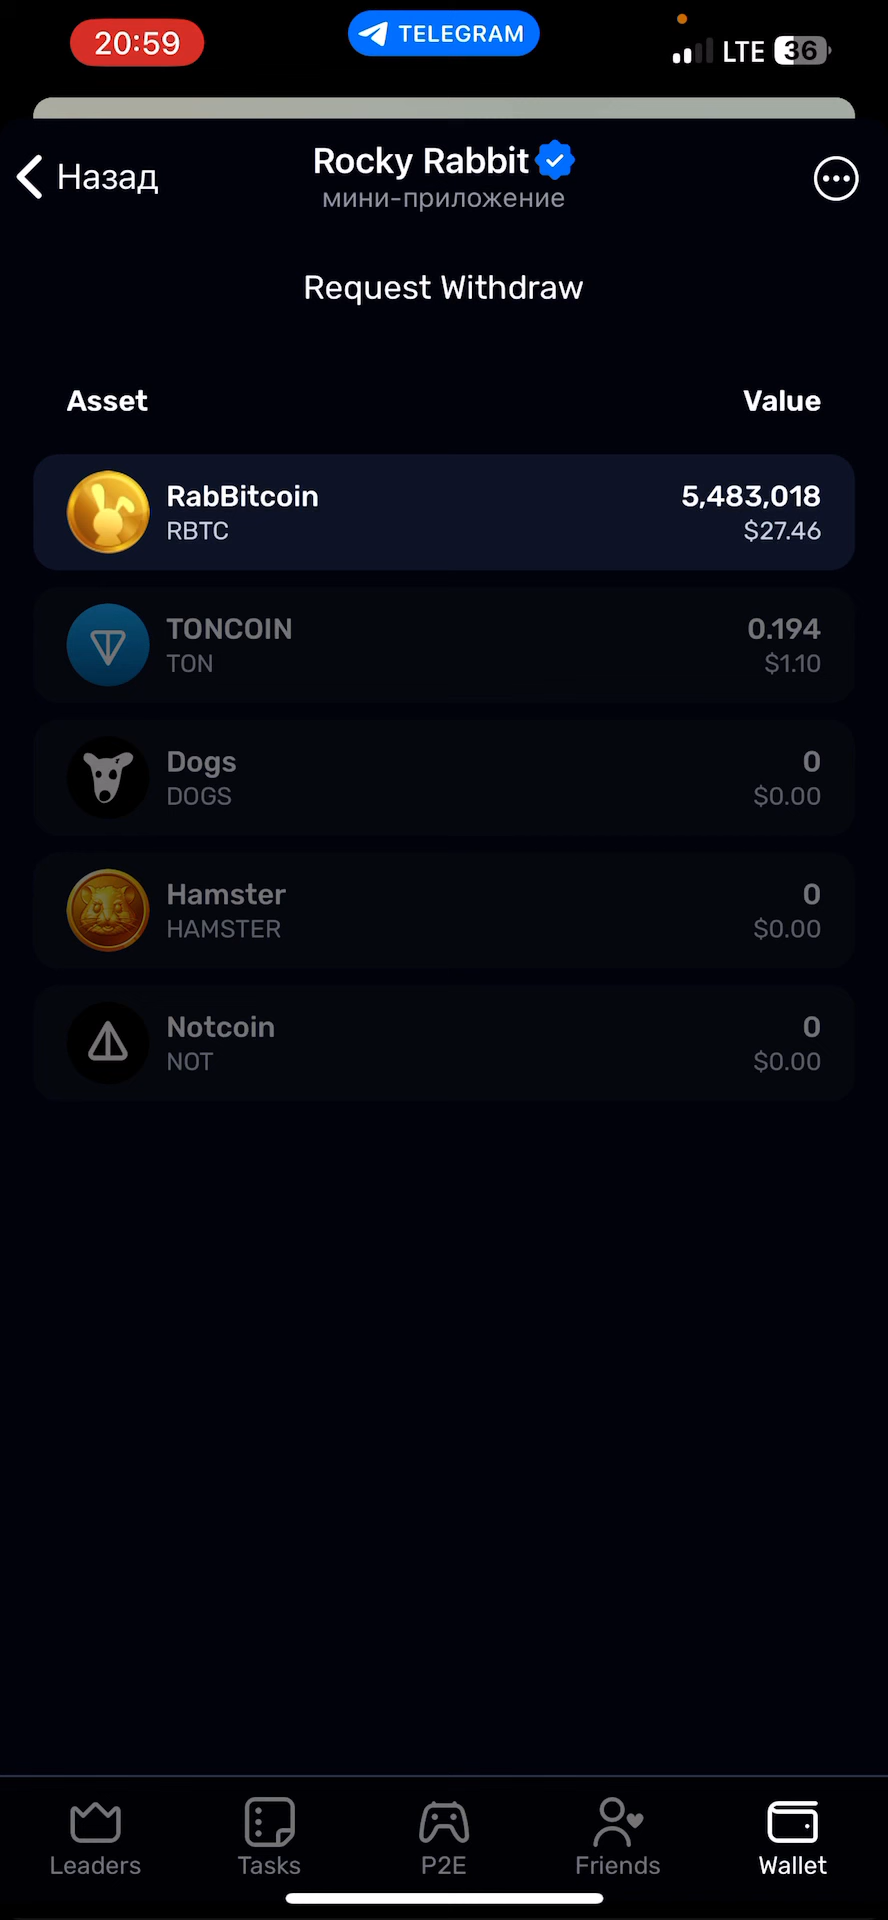 20:59
TELEGRAM
LTE
36
Назад
Rocky Rabbit
мини-приложение
Request Withdraw
Asset
Value
RabBitcoin
5,483,018
RBTC
$27.46
TONCOIN
0.194
TON
$1.10
Dogs
0
DOGS
$0.00
Hamster
0
HAMSTER
$0.00
Notcoin
0
NOT
$0.00
Leaders
Tasks
P2E
Friends
Wallet